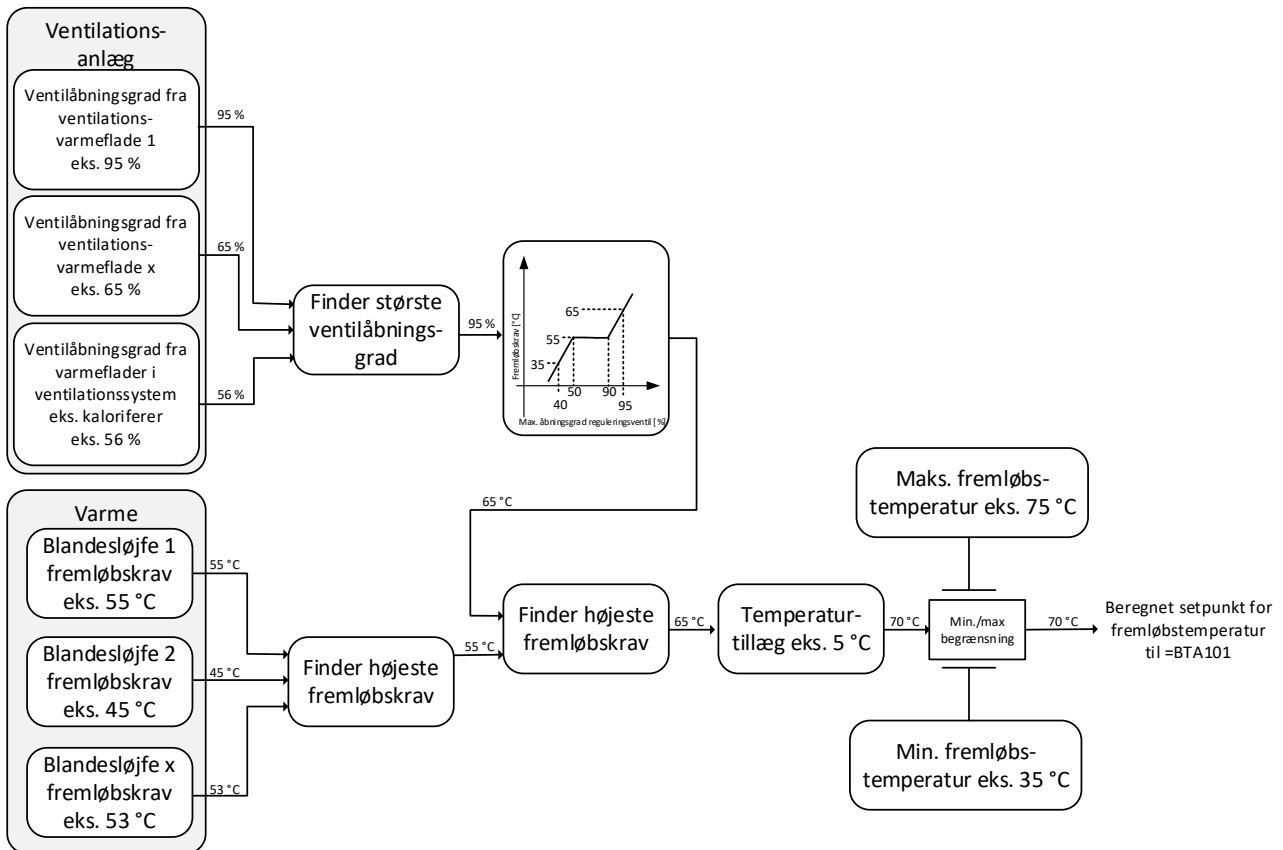 Ventilations-
anlæg
Ventilåbningsgrad fra
ventilations-
varmeflade 1
eks. 95 %
95 %
Ventilåbningsgrad fra
ventilations-
varmeflade x
eks. 65 %
65 %
Ventilåbningsgrad fra
varmeflader i
ventilationssystem
eks. kaloriferer
eks. 56 %
56 %
Finder største
ventilåbnings-
grad
95 %
Fremløbskrav [°C]
65
55
35
50
90
40
95
Max. åbningsgrad reguleringsventil [%]
65 °C
Varme
Blandesløjfe 1
fremløbskrav
eks. 55 °C
55 °C
Blandesløjfe 2
fremløbskrav
eks. 45 °C
45 °C
Blandesløjfe x
fremløbskrav
eks. 53 °C
53 °C
Finder højeste
fremløbskrav
55 °C
Finder højeste
fremløbskrav
65 °C
Temperatur-
tillæg eks. 5 °C
70 °C
Maks. fremløbs-
temperatur eks. 75 °C
Min./max
begrænsning
Min. fremløbs-
temperatur eks. 35 °C
70 °C
Beregnet setpunkt for
fremløbstemperatur
til =BTA101